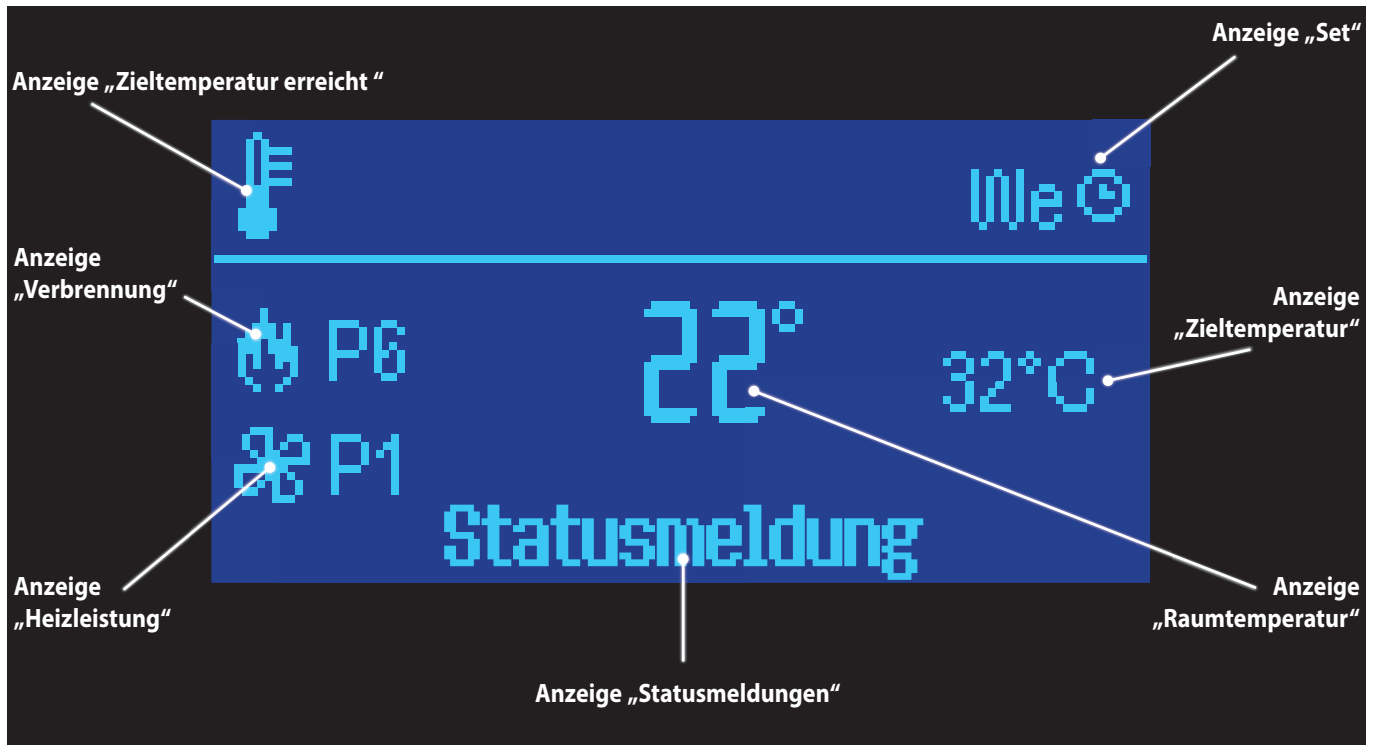 Anzeige „Set“
Anzeige „Zieltemperatur erreicht “
We
Anzeige
„Verbrennung“
P6
22°
32°C
Anzeige
„Zieltemperatur“
P1
Statusmeldung
Anzeige
„Heizleistung“
Anzeige
„Raumtemperatur“
Anzeige „Statusmeldungen“